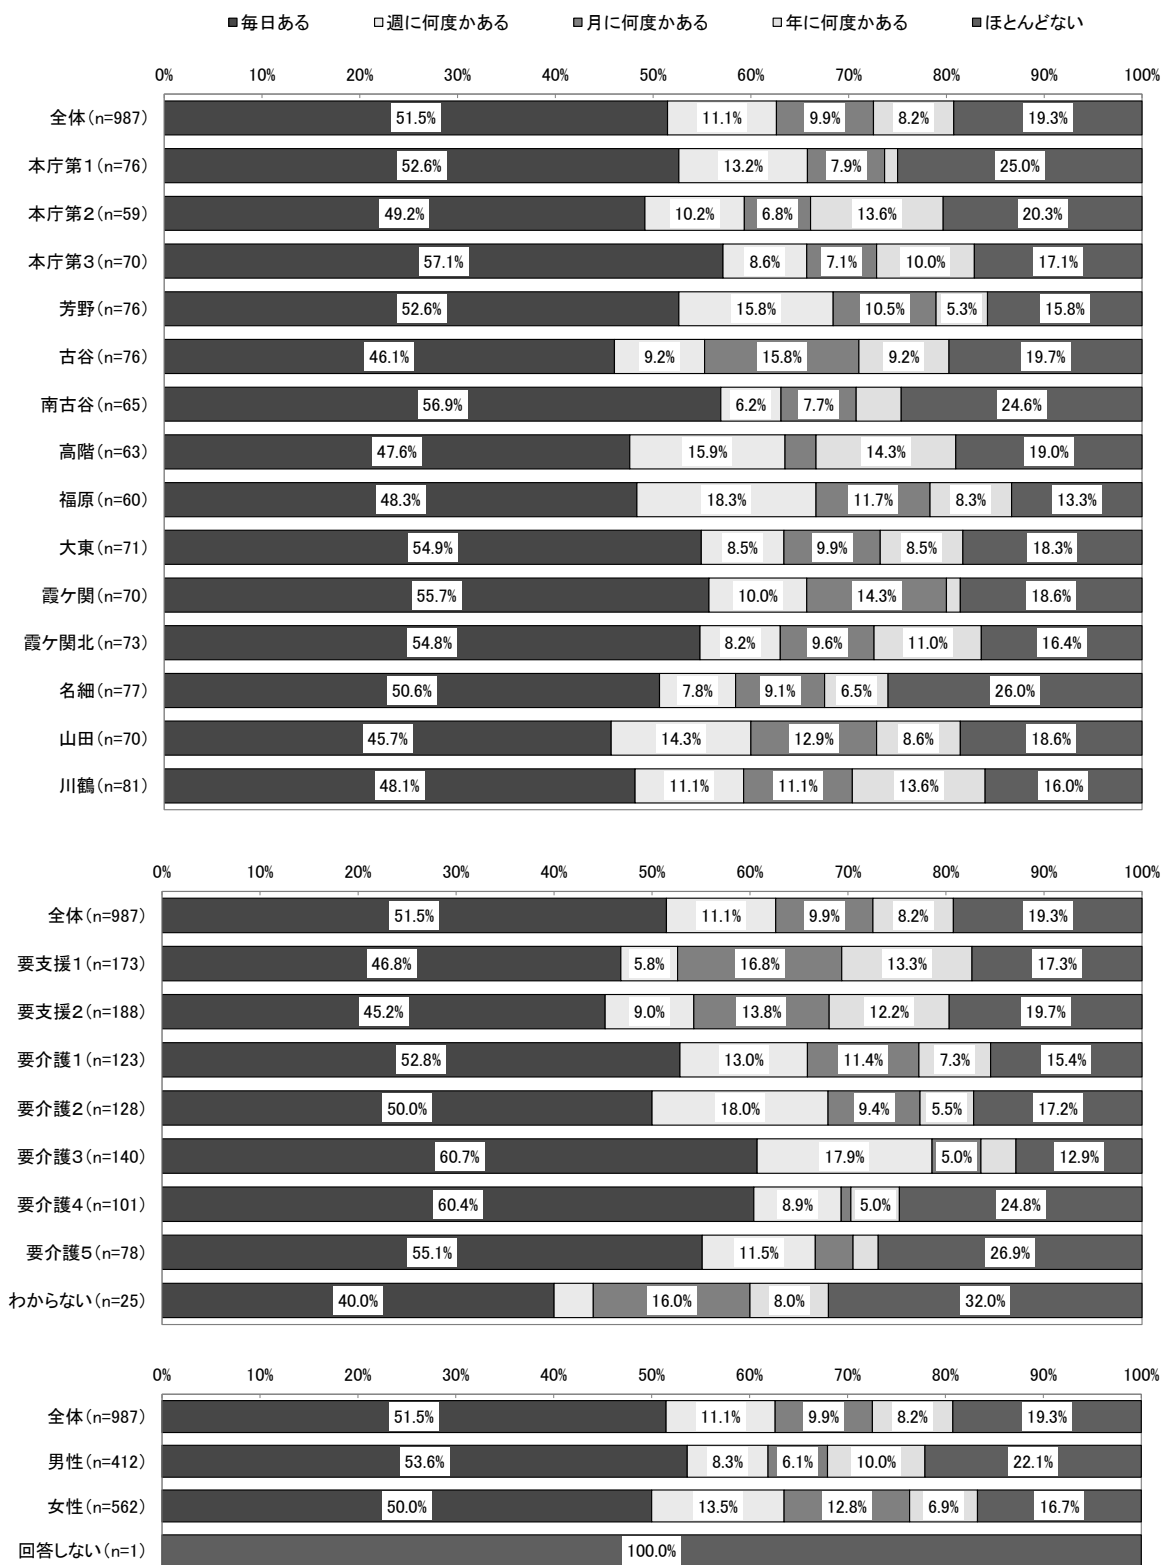 ■毎日ある □週に何度かある ■月に何度かある □年に何度かある ■ほとんどない
0% 10% 20% 30% 40% 50% 60% 70% 80% 90% 100%
全体(n=987) 51.5% 11.1% 9.9% 8.2% 19.3%
本庁第1(n=76) 52.6% 13.2% 7.9% 25.0%
本庁第2(n=59) 49.2% 10.2% 6.8% 13.6% 20.3%
本庁第3(n=70) 57.1% 8.6% 7.1% 10.0% 17.1%
芳野(n=76) 52.6% 15.8% 10.5% 5.3% 15.8%
古谷(n=76) 46.1% 9.2% 15.8% 9.2% 19.7%
南古谷(n=65) 56.9% 6.2% 7.7% 24.6%
高階(n=63) 47.6% 15.9% 14.3% 19.0%
福原(n=60) 48.3% 18.3% 11.7% 8.3% 13.3%
大東(n=71) 54.9% 8.5% 9.9% 8.5% 18.3%
霞ケ関(n=70) 55.7% 10.0% 14.3% 18.6%
霞ケ関北(n=73) 54.8% 8.2% 9.6% 11.0% 16.4%
名細(n=77) 50.6% 7.8% 9.1% 6.5% 26.0%
山田(n=70) 45.7% 14.3% 12.9% 8.6% 18.6%
川鶴(n=81) 48.1% 11.1% 11.1% 13.6% 16.0%
0% 10% 20% 30% 40% 50% 60% 70% 80% 90% 100%
全体(n=987) 51.5% 11.1% 9.9% 8.2% 19.3%
要支援1(n=173) 46.8% 5.8% 16.8% 13.3% 17.3%
要支援2(n=188) 45.2% 9.0% 13.8% 12.2% 19.7%
要介護1(n=123) 52.8% 13.0% 11.4% 7.3% 15.4%
要介護2(n=128) 50.0% 18.0% 9.4% 5.5% 17.2%
要介護3(n=140) 60.7% 17.9% 5.0% 12.9%
要介護4(n=101) 60.4% 8.9% 5.0% 24.8%
要介護5(n=78) 55.1% 11.5% 26.9%
わからない(n=25) 40.0% 16.0% 8.0% 32.0%
0% 10% 20% 30% 40% 50% 60% 70% 80% 90% 100%
全体(n=987) 51.5% 11.1% 9.9% 8.2% 19.3%
男性(n=412) 53.6% 8.3% 6.1% 10.0% 22.1%
女性(n=562) 50.0% 13.5% 12.8% 6.9% 16.7%
回答しない(n=1) 100.0%